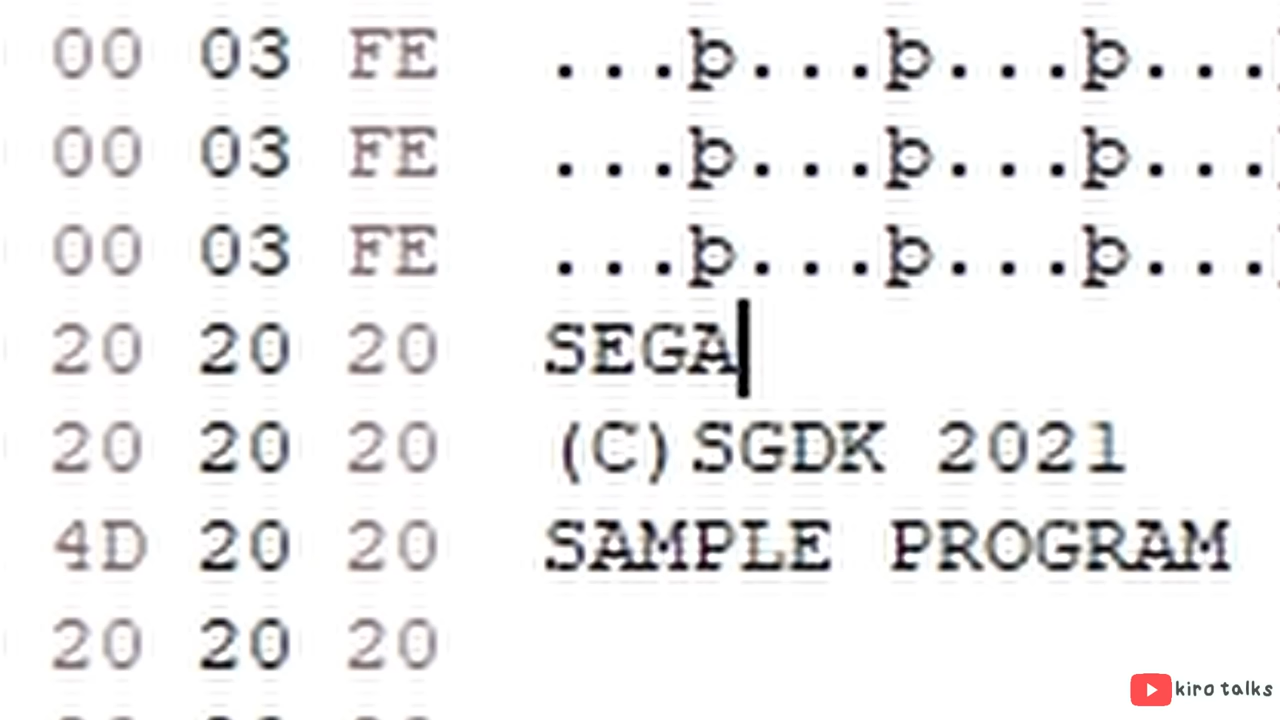 00 03 FE ...þ...þ...þ...
00 03 FE ...þ...þ...þ...
00 03 FE ...þ...þ...þ...
20 20 20 SEGA
20 20 20 (C)SGDK 2021
4D 20 20 SAMPLE PROGRAM
20 20 20
kiro talks